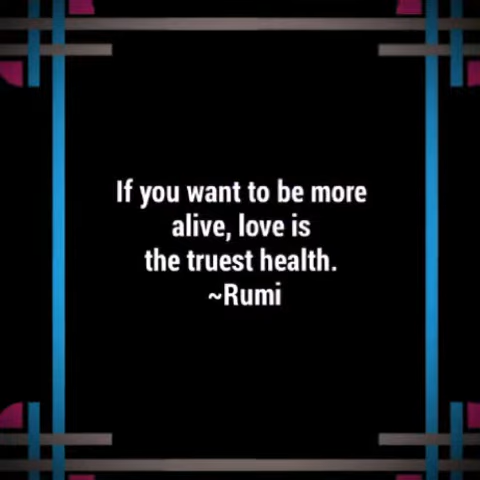 If you want to be more
alive, love is
the truest health.
~Rumi